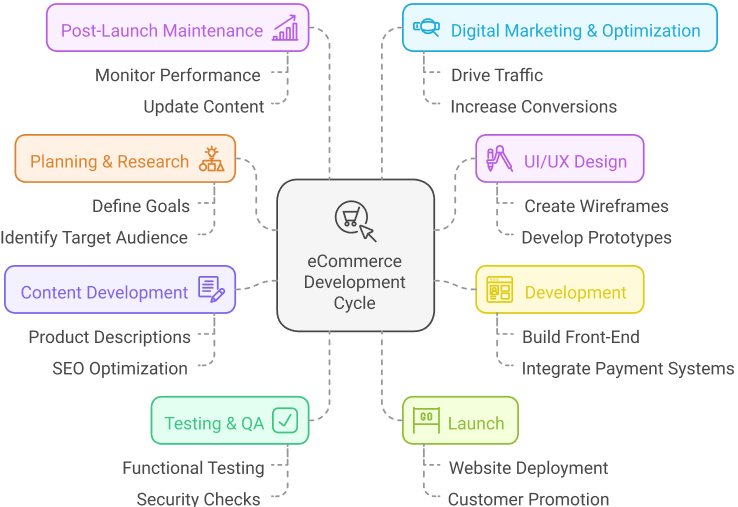 Post-Launch Maintenance
Monitor Performance
Update Content
Digital Marketing & Optimization
Drive Traffic
Increase Conversions
Planning & Research
Define Goals
Identify Target Audience
UI/UX Design
Create Wireframes
Develop Prototypes
eCommerce
Development
Cycle
Content Development
Product Descriptions
SEO Optimization
Development
Build Front-End
Integrate Payment Systems
Testing & QA
Functional Testing
Security Checks
GO
Launch
Website Deployment
Customer Promotion